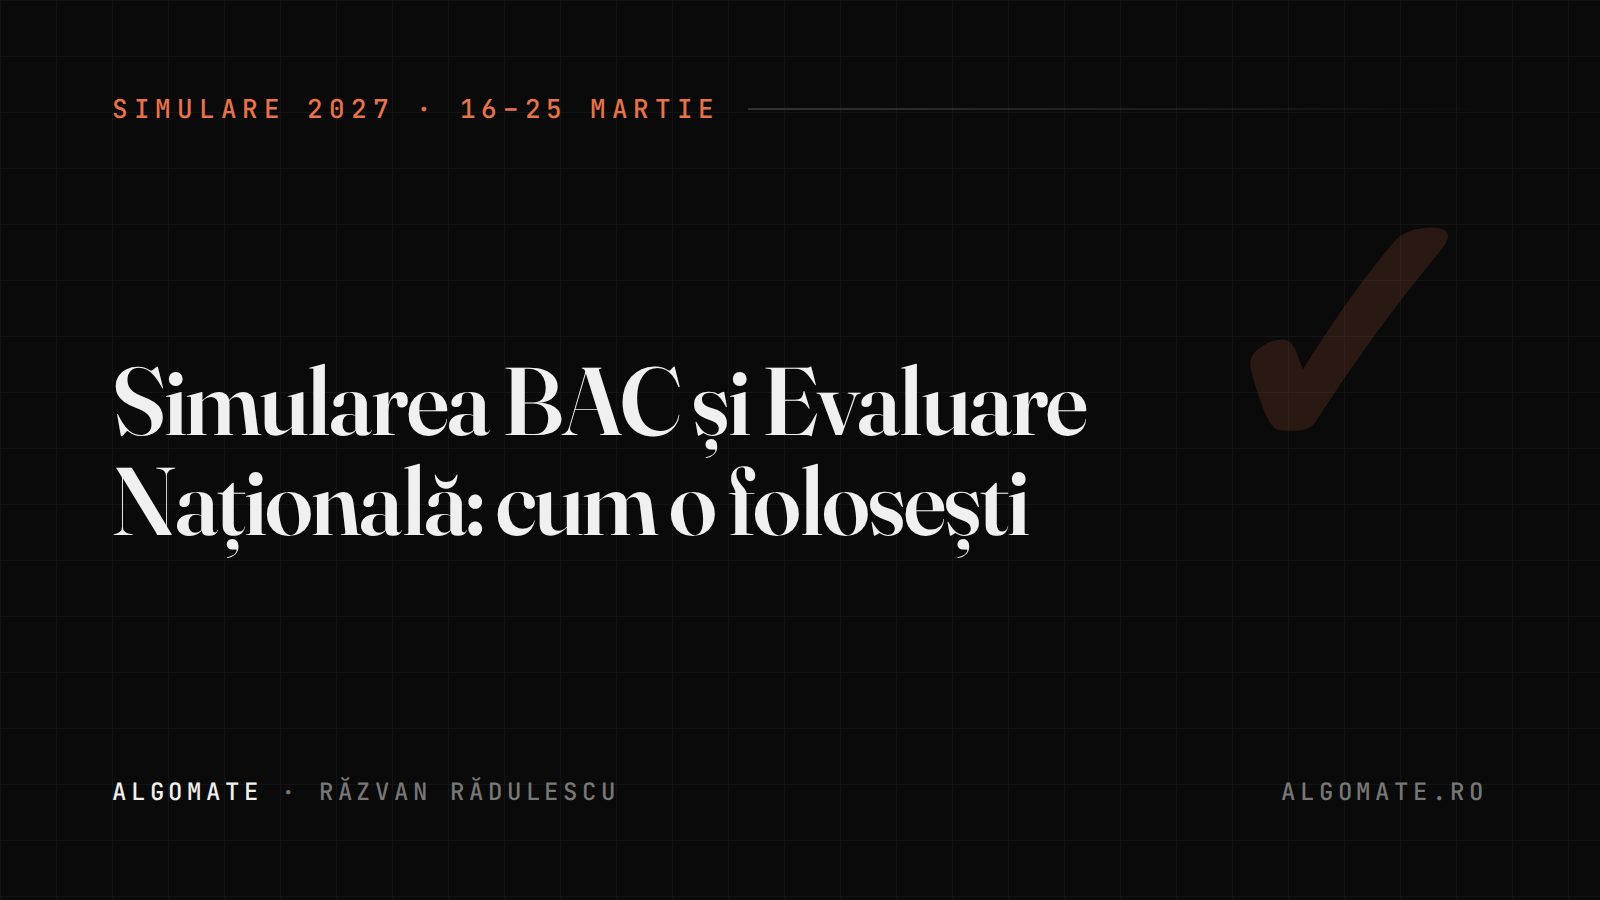 SIMULARE 2027 · 16–25 MARTIE
Simularea BAC și Evaluare
Națională: cum o folosești
ALGOMATE · RĂZVAN RĂDULESCU
ALGOMATE.RO